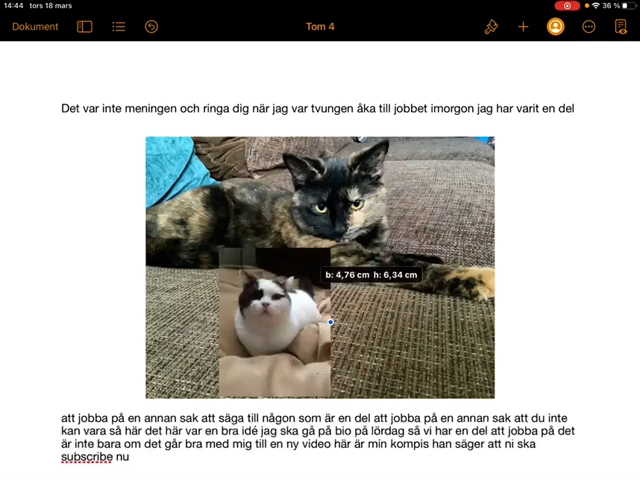 14:44 tors 18 mars
36 %
Dokument
Tom 4
Det var inte meningen och ringa dig när jag var tvungen åka till jobbet imorgon jag har varit en del
b: 4,76 cm h: 6,34 cm
att jobba på en annan sak att säga till någon som är en del att jobba på en annan sak att du inte
kan vara så här det här var en bra idé jag ska gå på bio på lördag så vi har en del att jobba på det
är inte bara om det går bra med mig till en ny video här är min kompis han säger att ni ska
subscribe nu